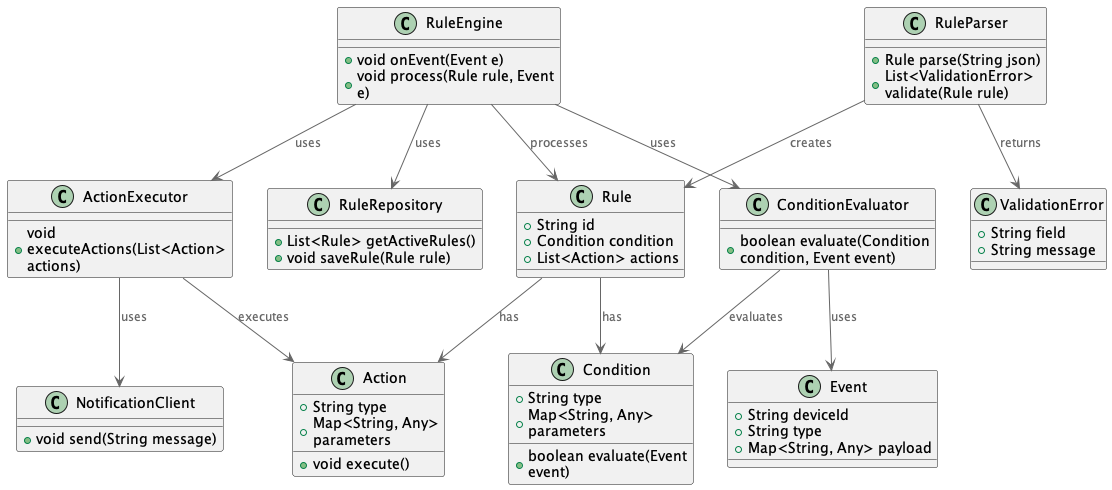 C RuleEngine
void onEvent(Event e)
void process(Rule rule, Event
e)
C RuleParser
Rule parse(String json)
List<ValidationError>
validate(Rule rule)
uses
uses
processes
uses
creates
returns
C ActionExecutor
void
executeActions(List<Action>
actions)
C RuleRepository
List<Rule> getActiveRules()
void saveRule(Rule rule)
C Rule
String id
Condition condition
List<Action> actions
C ConditionEvaluator
boolean evaluate(Condition
condition, Event event)
C ValidationError
String field
String message
uses
executes
has
has
evaluates
uses
C NotificationClient
void send(String message)
C Action
String type
Map<String, Any>
parameters
void execute()
C Condition
String type
Map<String, Any>
parameters
boolean evaluate(Event
event)
C Event
String deviceId
String type
Map<String, Any> payload